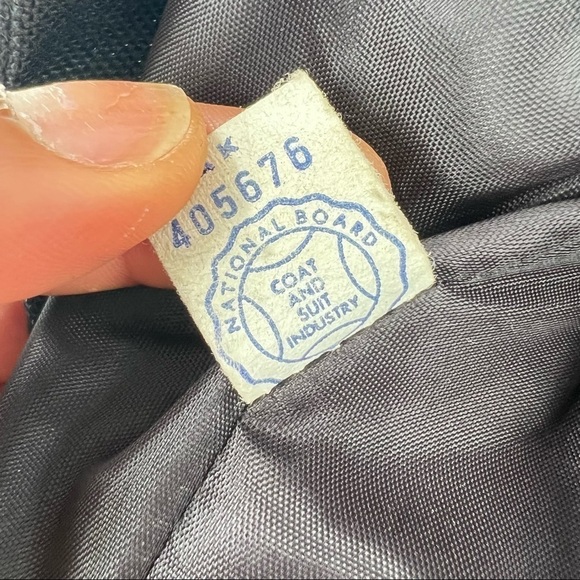 K
405676
NATIONAL BOARD
COAT
AND
SUIT
INDUSTRY